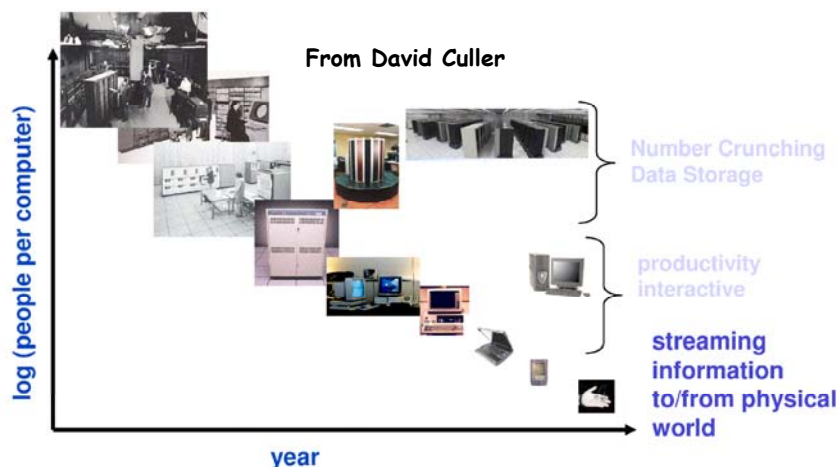 From David Culler
log (people per computer)
Number Crunching
Data Storage
productivity
interactive
streaming
information
to/from physical
world
year